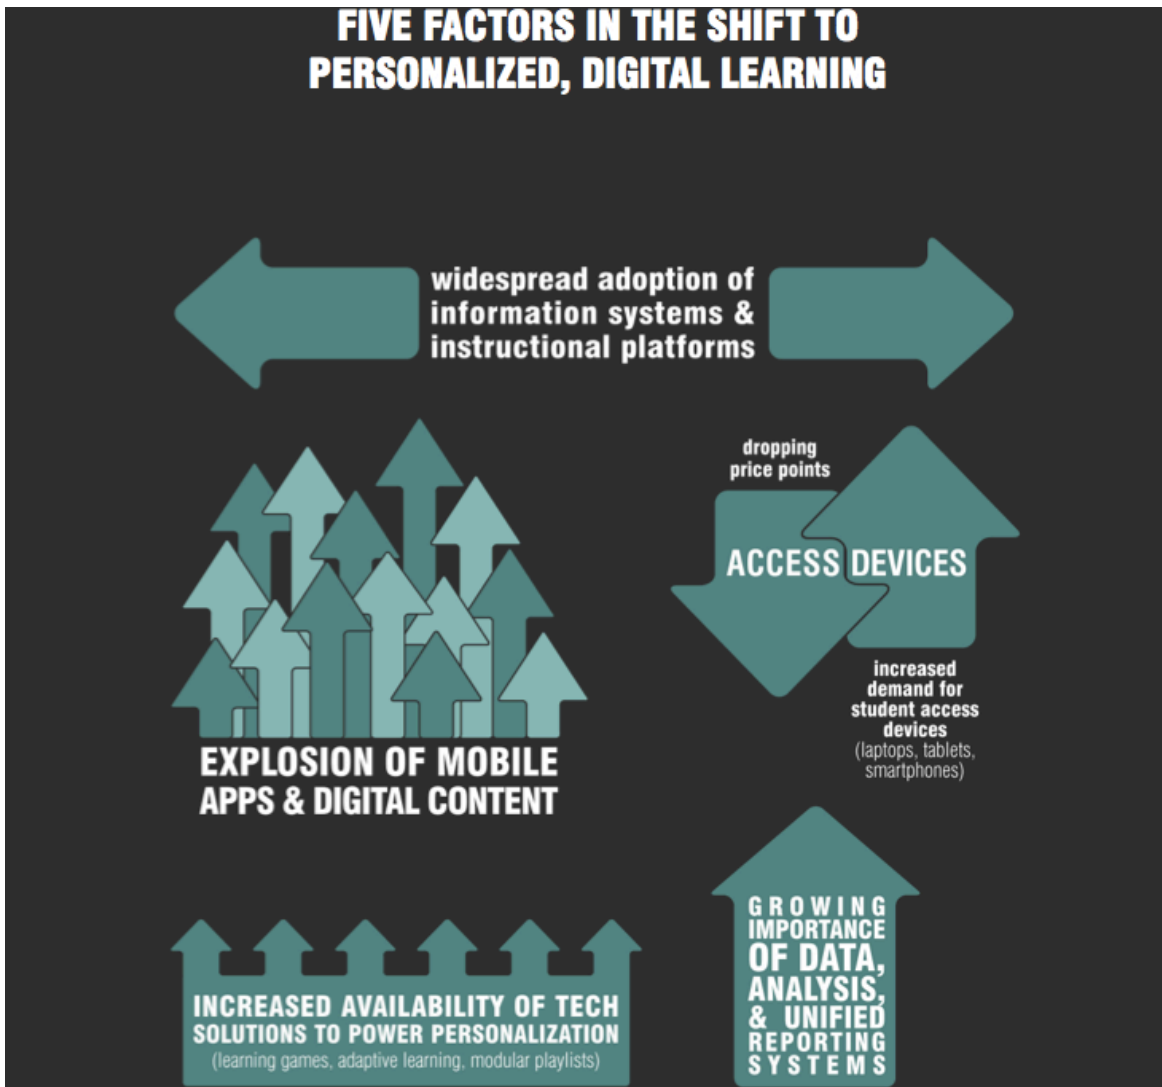 FIVE FACTORS IN THE SHIFT TO
PERSONALIZED, DIGITAL LEARNING
widespread adoption of
information systems &
instructional platforms
EXPLOSION OF MOBILE
APPS & DIGITAL CONTENT
dropping
price points
ACCESS DEVICES
increased
demand for
student access
devices
(laptops, tablets,
smartphones)
INCREASED AVAILABILITY OF TECH
SOLUTIONS TO POWER PERSONALIZATION
(learning games, adaptive learning, modular playlists)
GROWING
IMPORTANCE
OF DATA,
ANALYSIS,
& UNIFIED
REPORTING
SYSTEMS